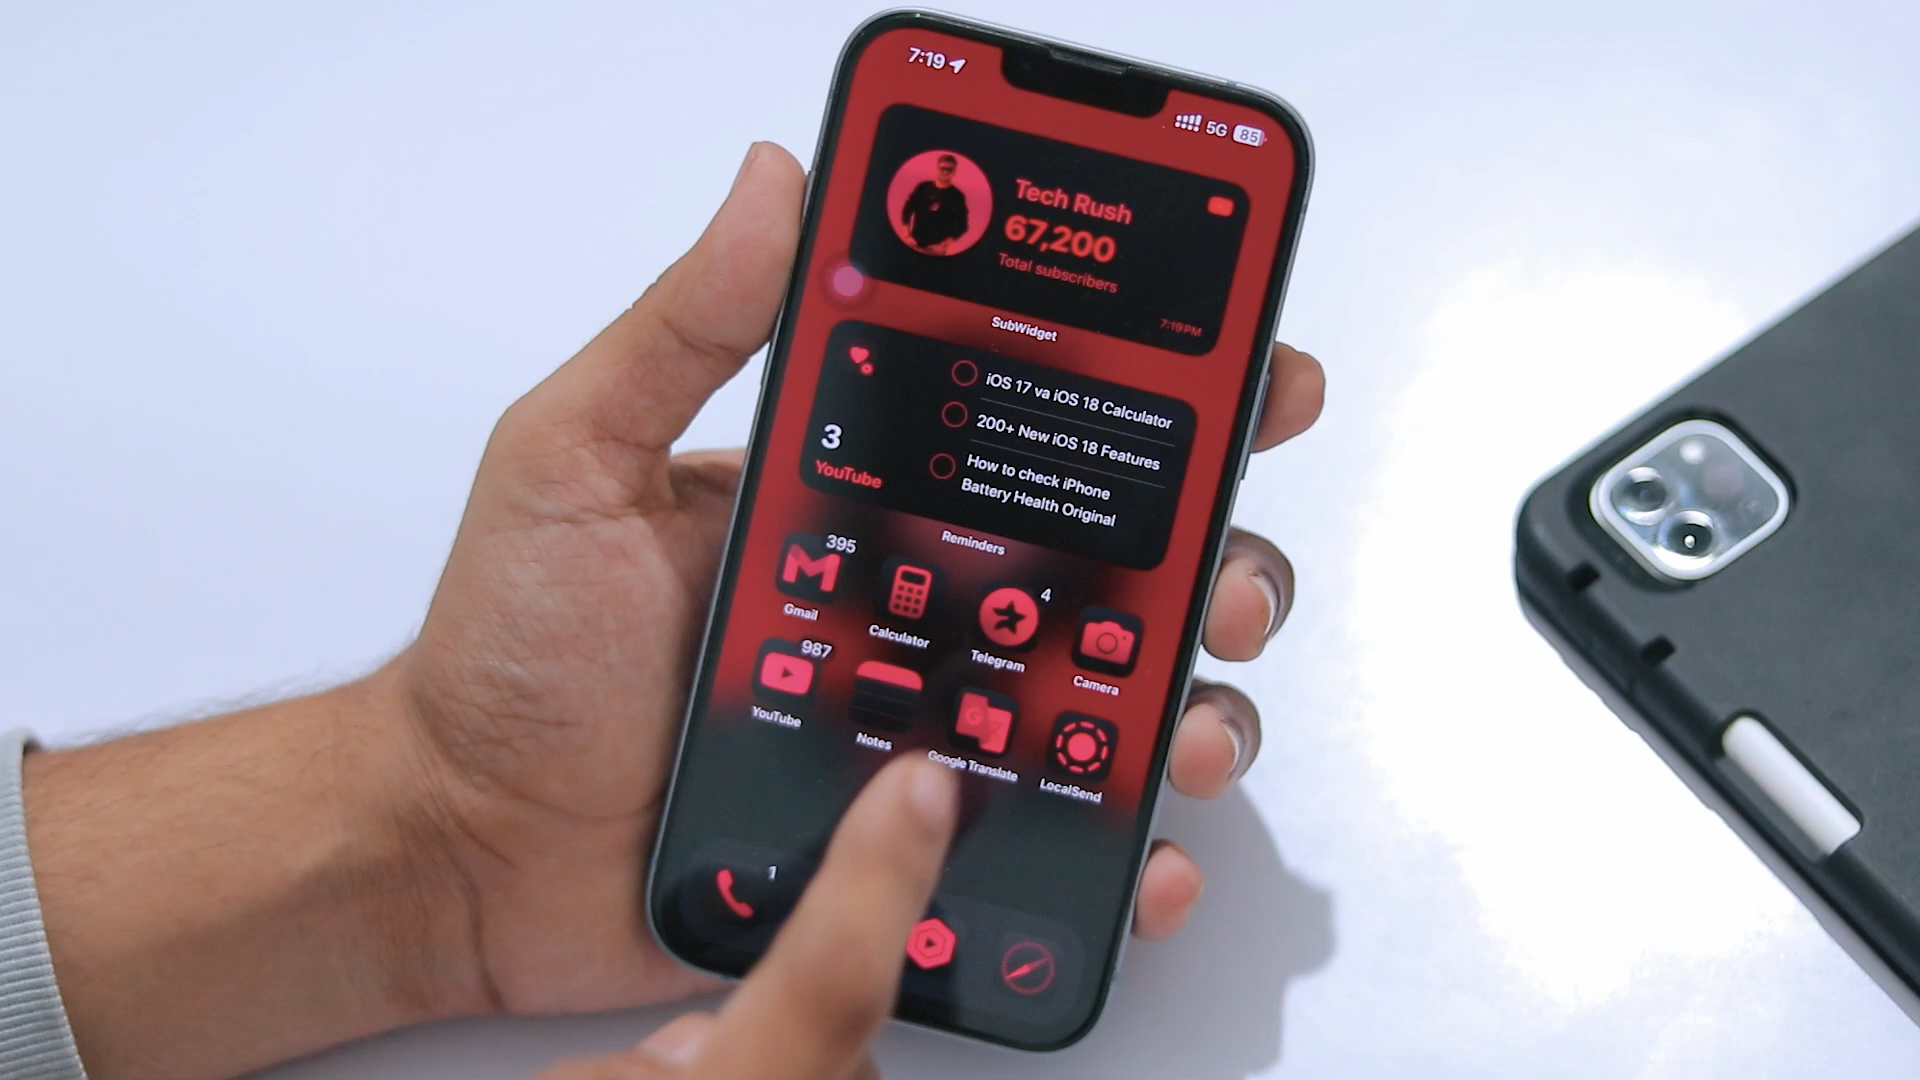 7:19
5G 85
Tech Rush
67,200
Total subscribers
7:19 PM
SubWidget
iOS 17 va iOS 18 Calculator
200+ New iOS 18 Features
How to check iPhone
Battery Health Original
3
YouTube
Reminders
395
4
Gmail
Calculator
Telegram
Camera
987
YouTube
Notes
Google Translate
LocalSend
1